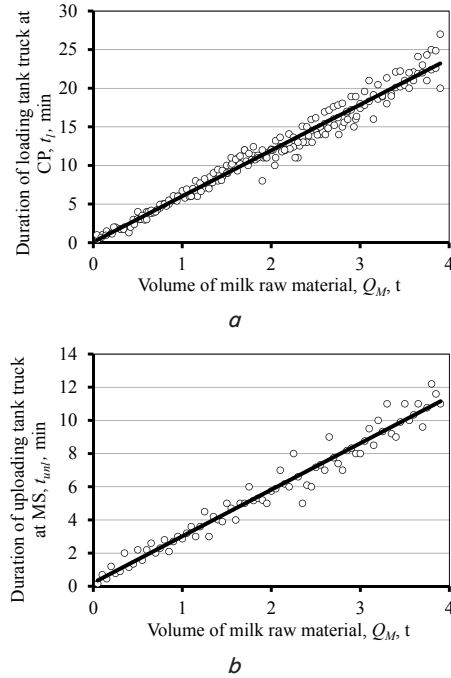 30
25
20
15
10
5
0
0 1 2 3 4
Duration of loading tank truck at
CP, tl, min
Volume of milk raw material, QM, t
a
14
12
10
8
6
4
2
0
0 1 2 3 4
Duration of uploading tank truck
at MS, tunl, min
Volume of milk raw material, QM, t
b